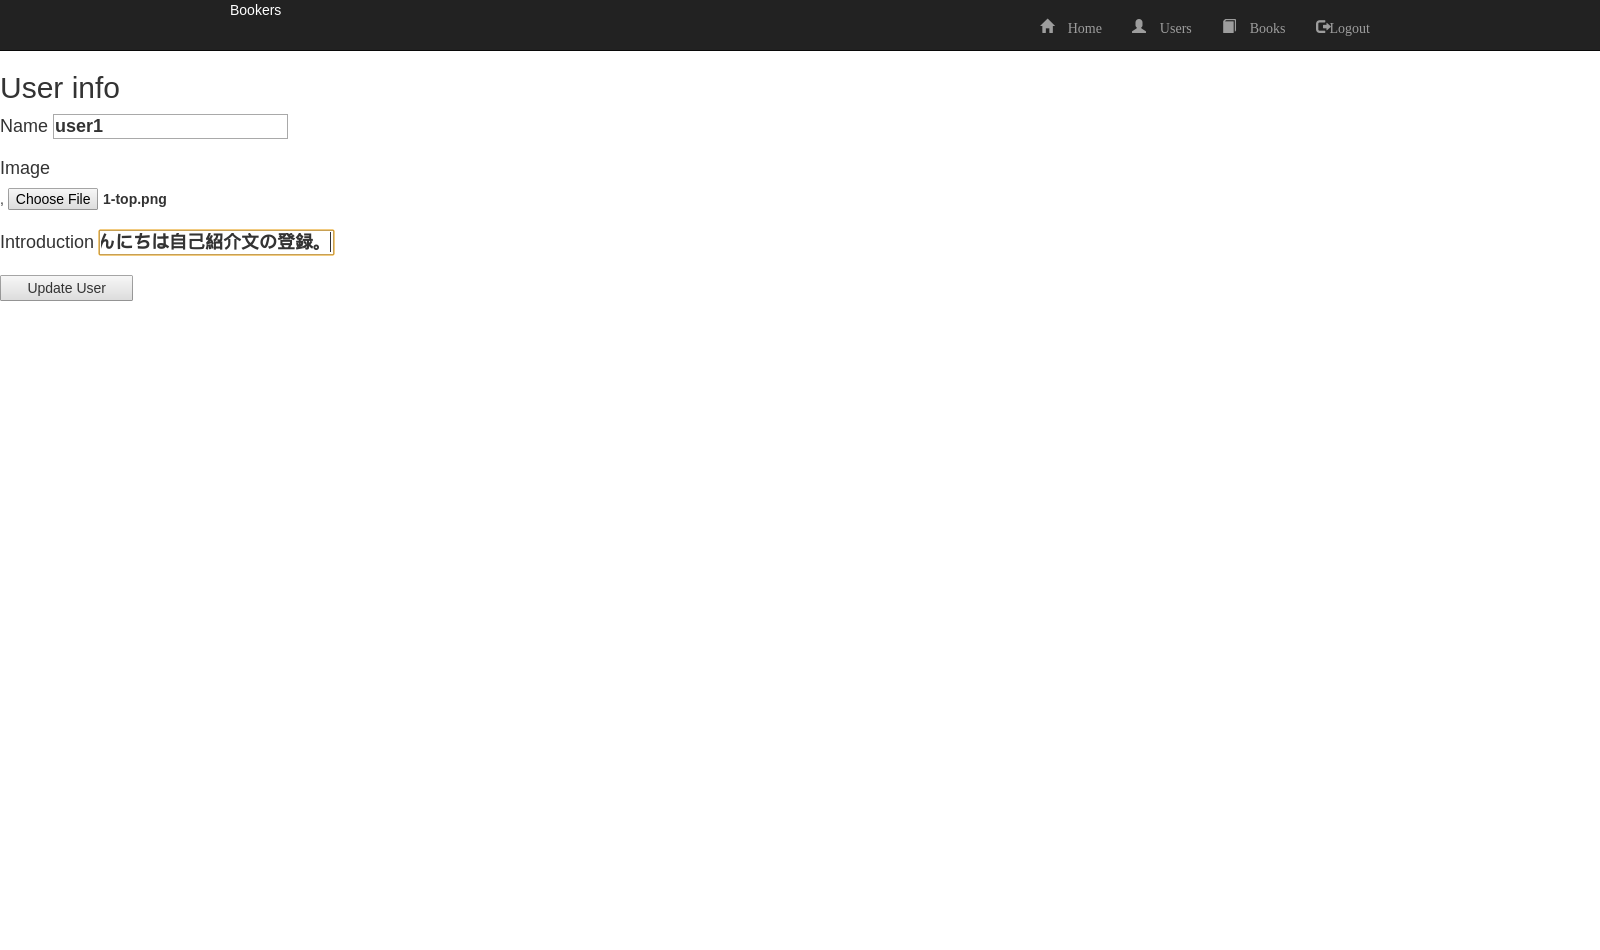 Bookers
Home Users Books Logout
User info
Name user1
Image
, Choose File 1-top.png
Introduction んにちは自己紹介文の登録。
Update User